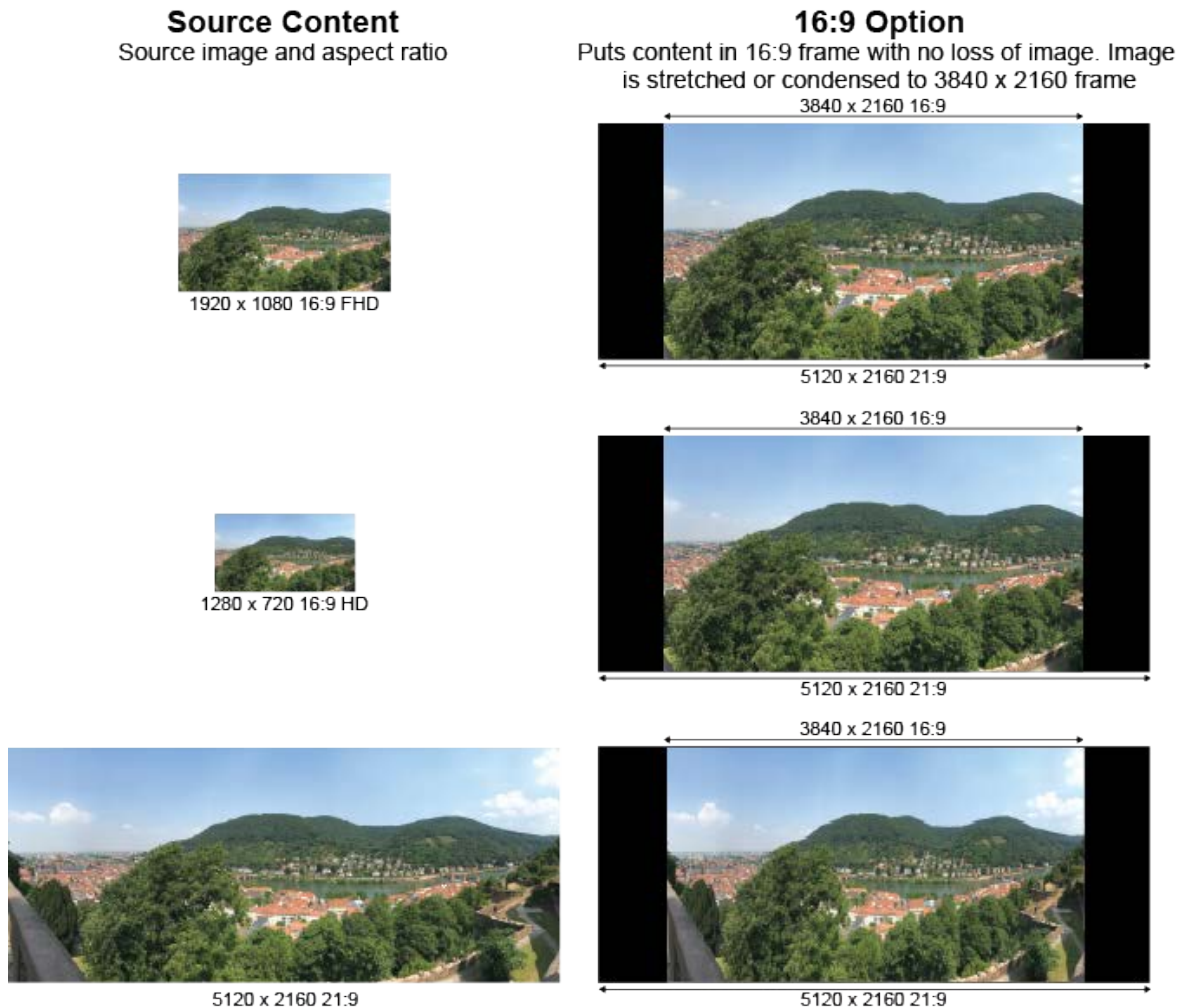 Source Content
Source image and aspect ratio
16:9 Option
Puts content in 16:9 frame with no loss of image. Image
is stretched or condensed to 3840 x 2160 frame
3840 x 2160 16:9
1920 x 1080 16:9 FHD
5120 x 2160 21:9
3840 x 2160 16:9
1280 x 720 16:9 HD
5120 x 2160 21:9
3840 x 2160 16:9
5120 x 2160 21:9
5120 x 2160 21:9